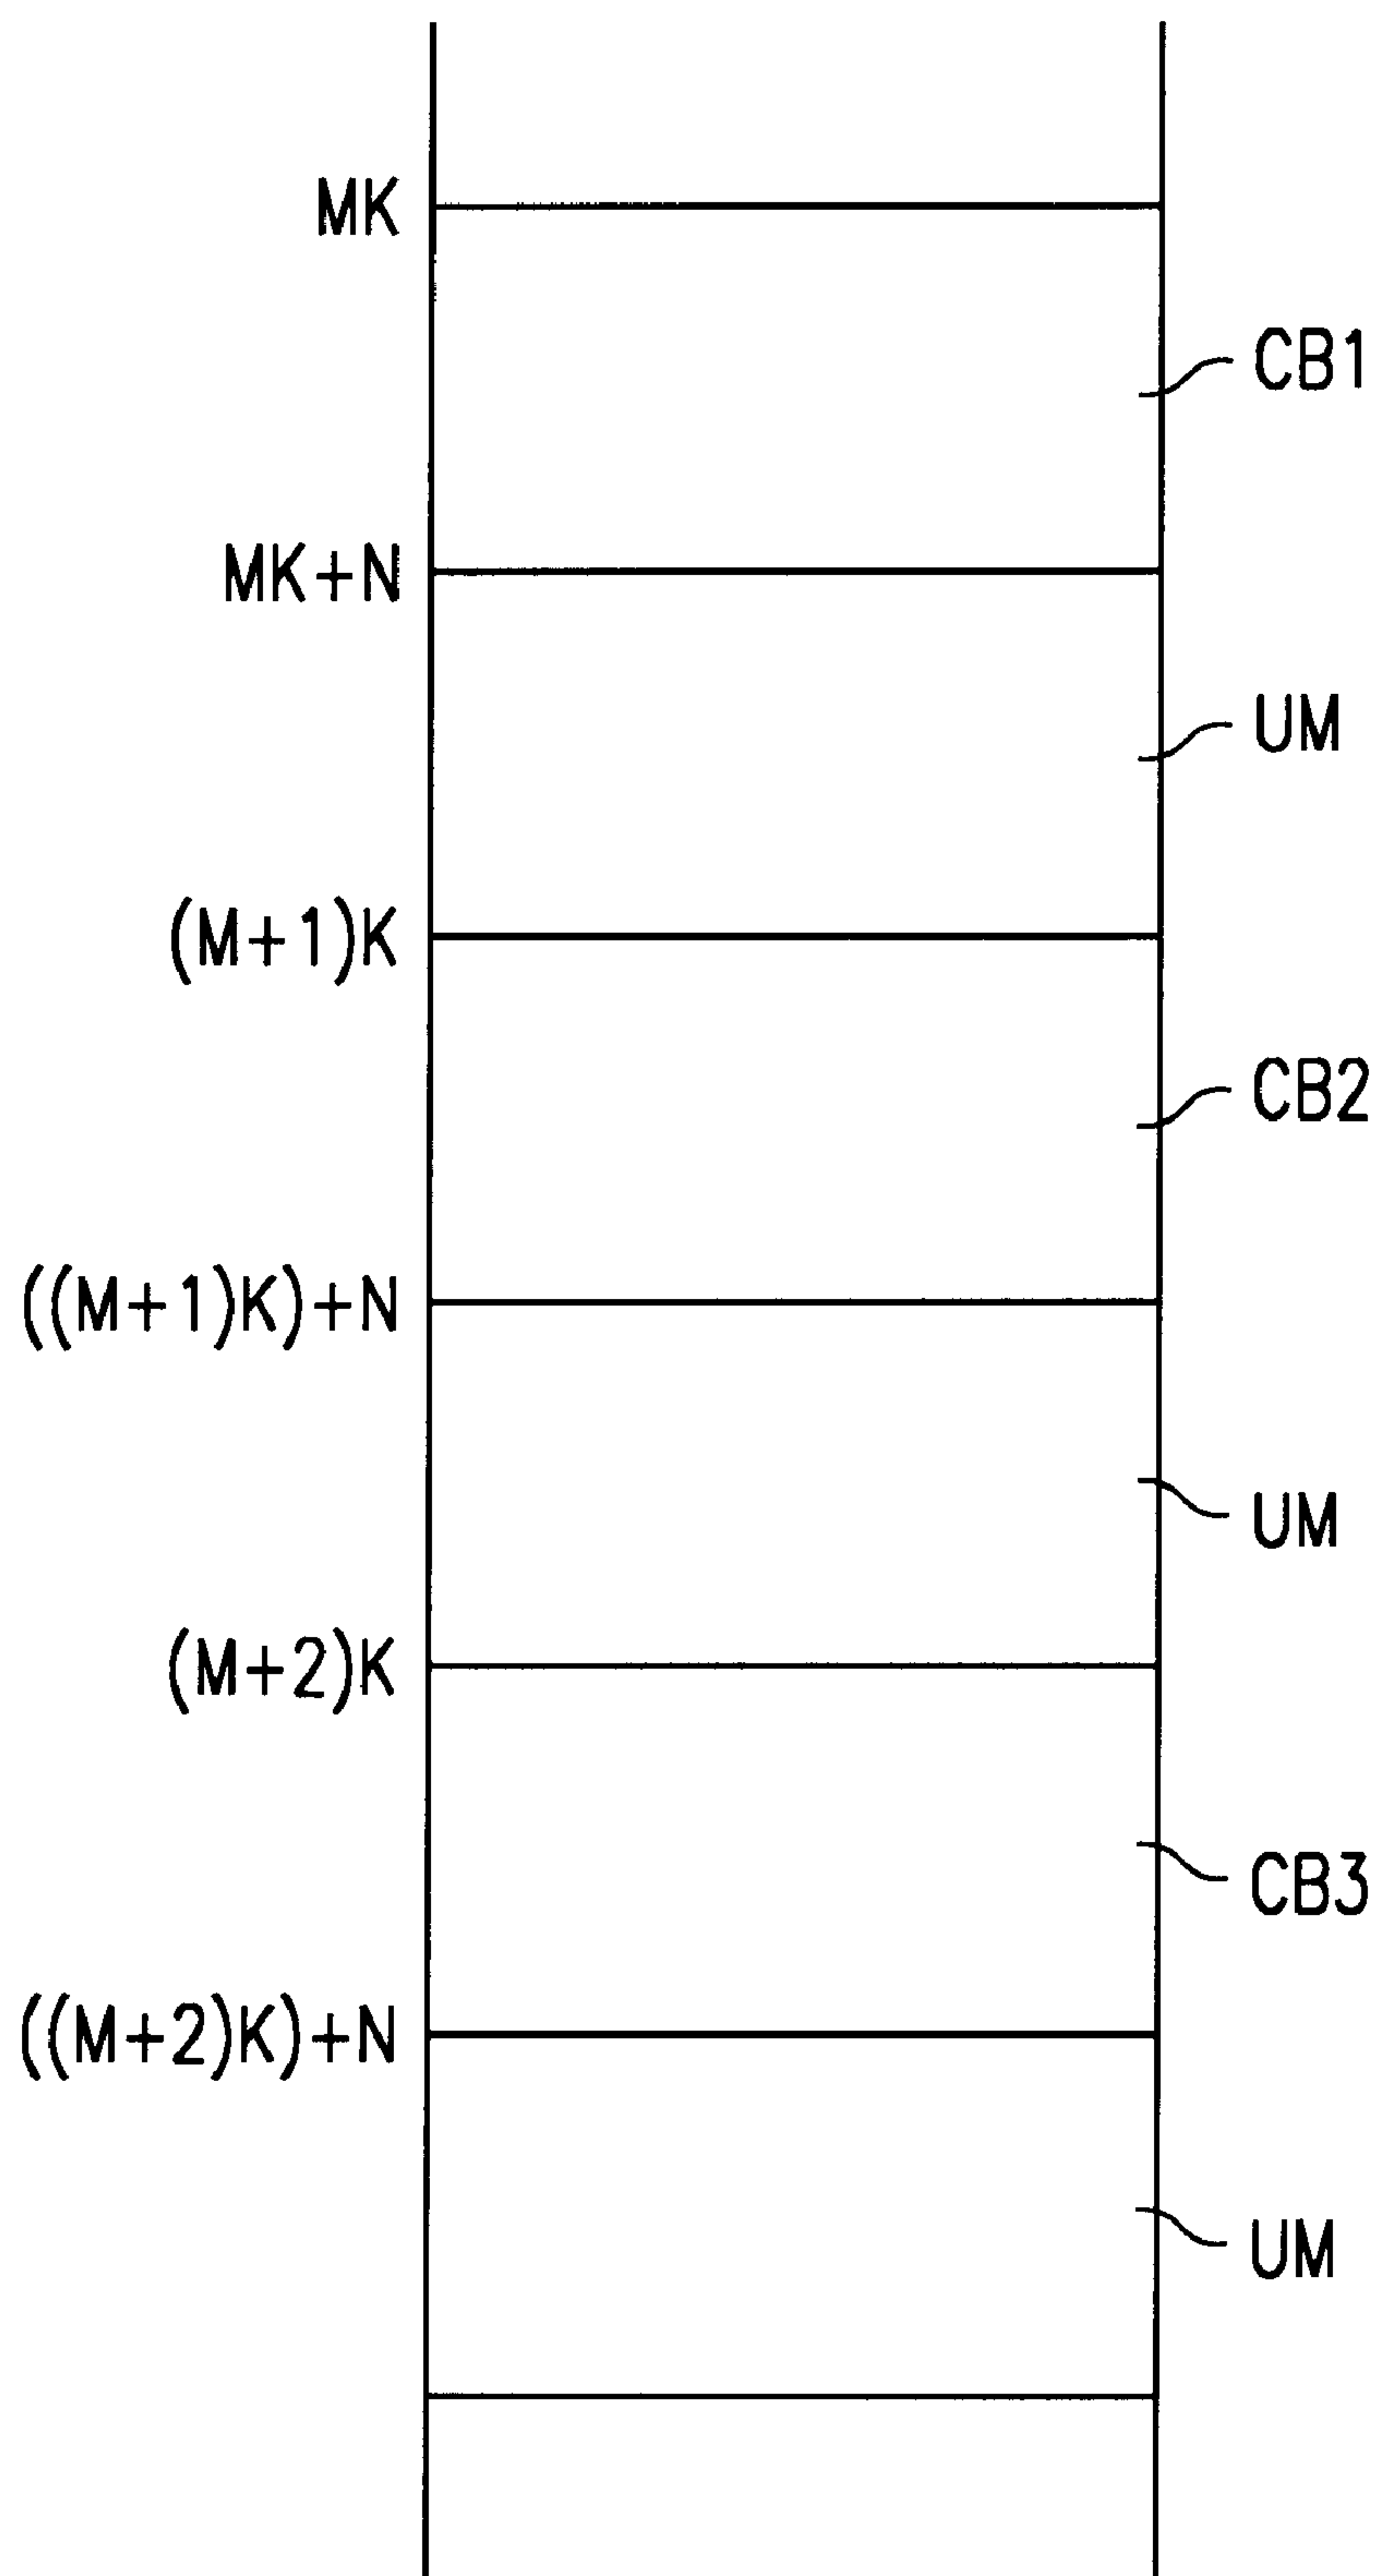 MK
CB1
MK+N
UM
(M+1)K
CB2
((M+1)K)+N
UM
(M+2)K
CB3
((M+2)K)+N
UM